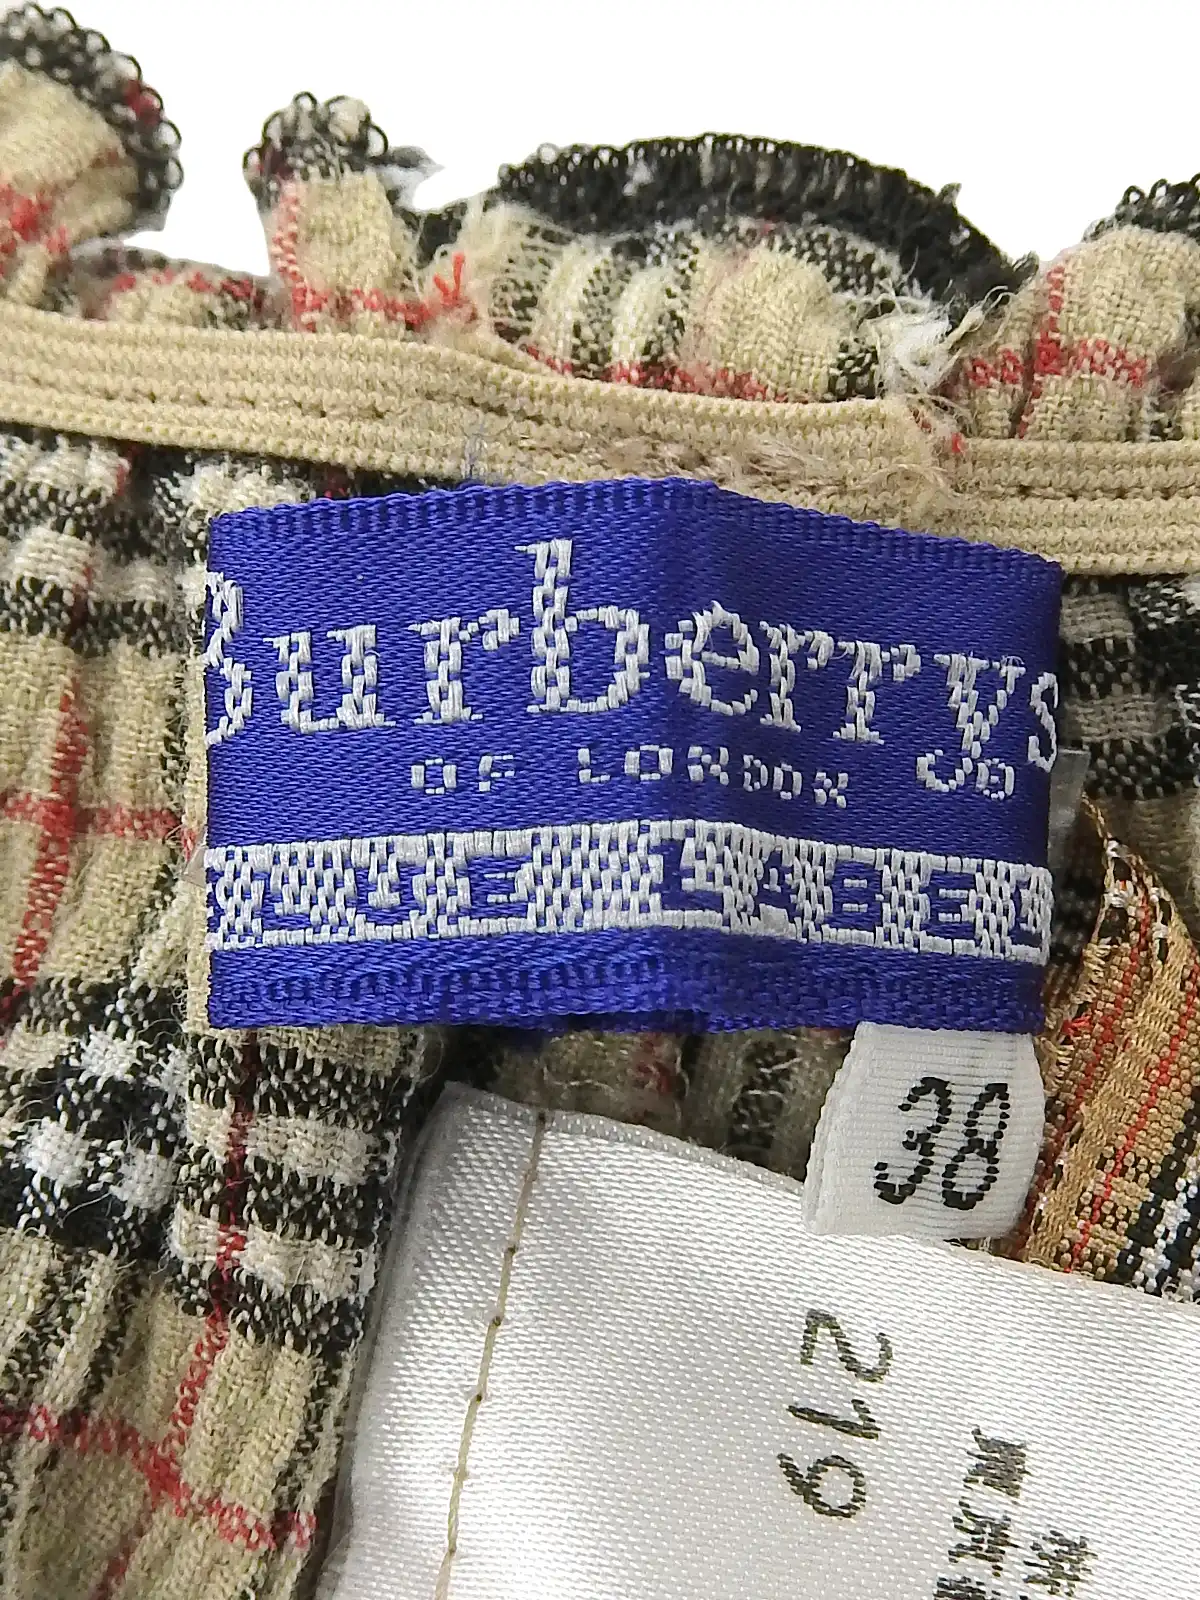 Burberrys
OF LONDON®
BLUE LABEL
38
219